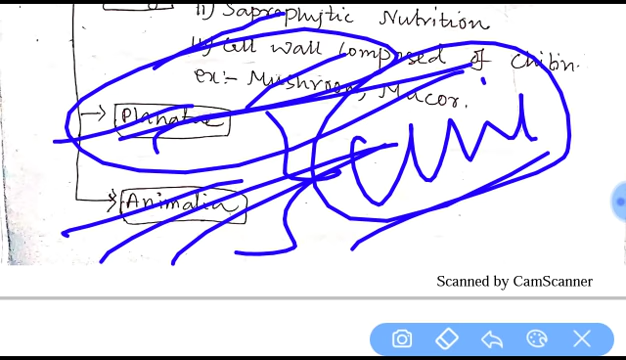 ii) Saprophytic Nutrition
iii) Cell wall composed of Chitin.
ex:- Mushroom, Mucor.
Plantae
Animalia
Scanned by CamScanner